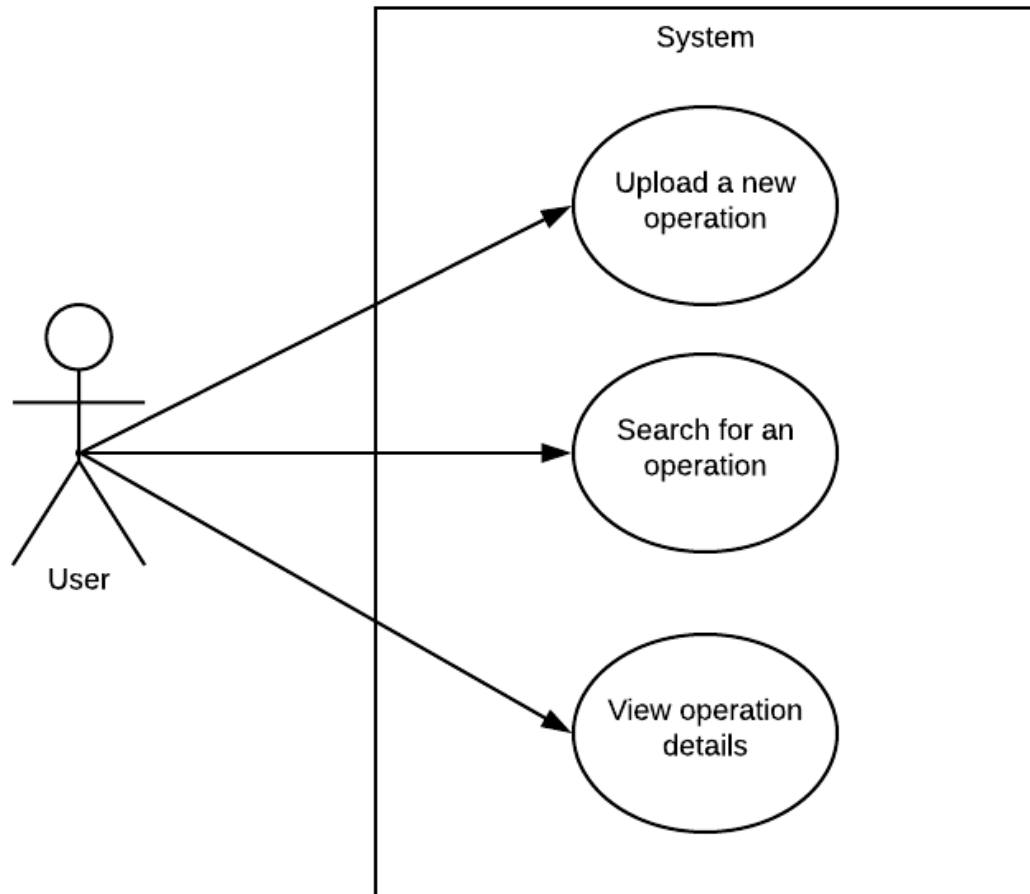 System
Upload a new
operation
Search for an
operation
User
View operation
details